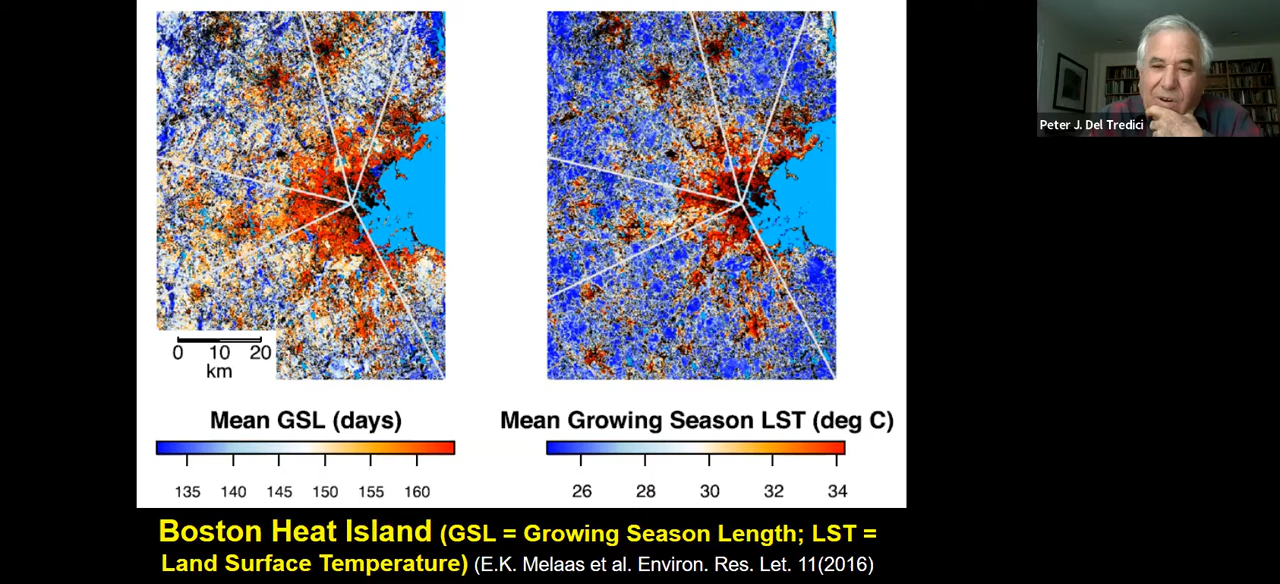 Peter J. Del Tredici
0 10 20
km
Mean GSL (days)
135 140 145 150 155 160
Mean Growing Season LST (deg C)
26 28 30 32 34
Boston Heat Island (GSL = Growing Season Length; LST =
Land Surface Temperature) (E.K. Melaas et al. Environ. Res. Let. 11(2016)